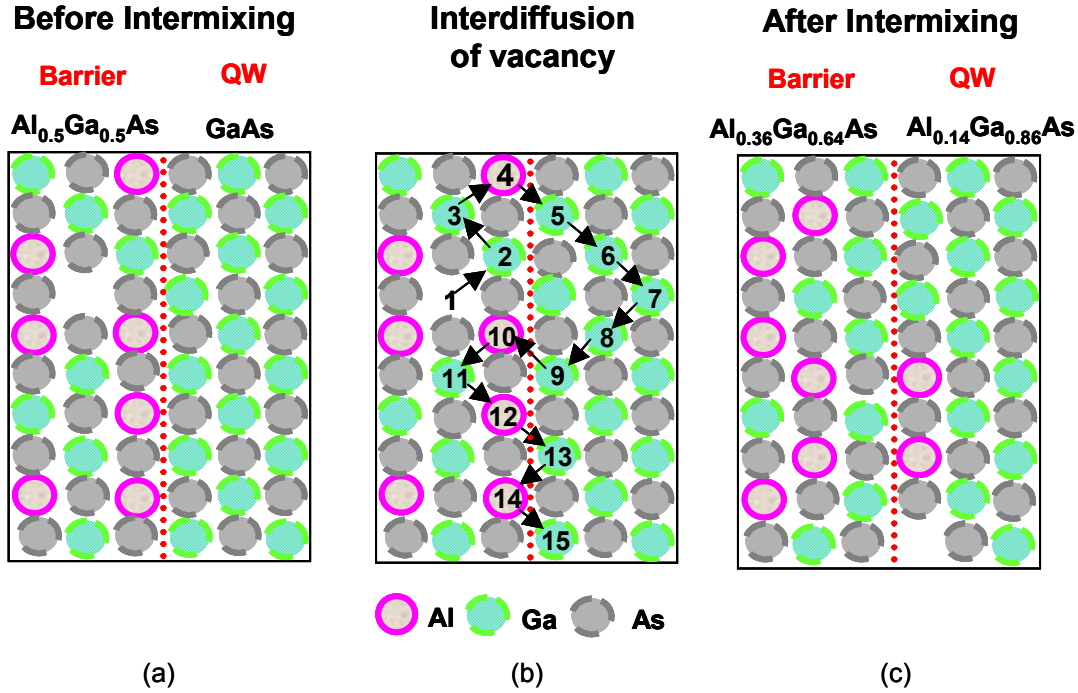 Before Intermixing
Barrier QW
Al0.5Ga0.5As GaAs
Interdiffusion
of vacancy
After Intermixing
Barrier QW
Al0.36Ga0.64As Al0.14Ga0.86As
4
3 5
2 6
1 7
10 8
11 9
12
13
14
15
Al Ga As
(a) (b) (c)